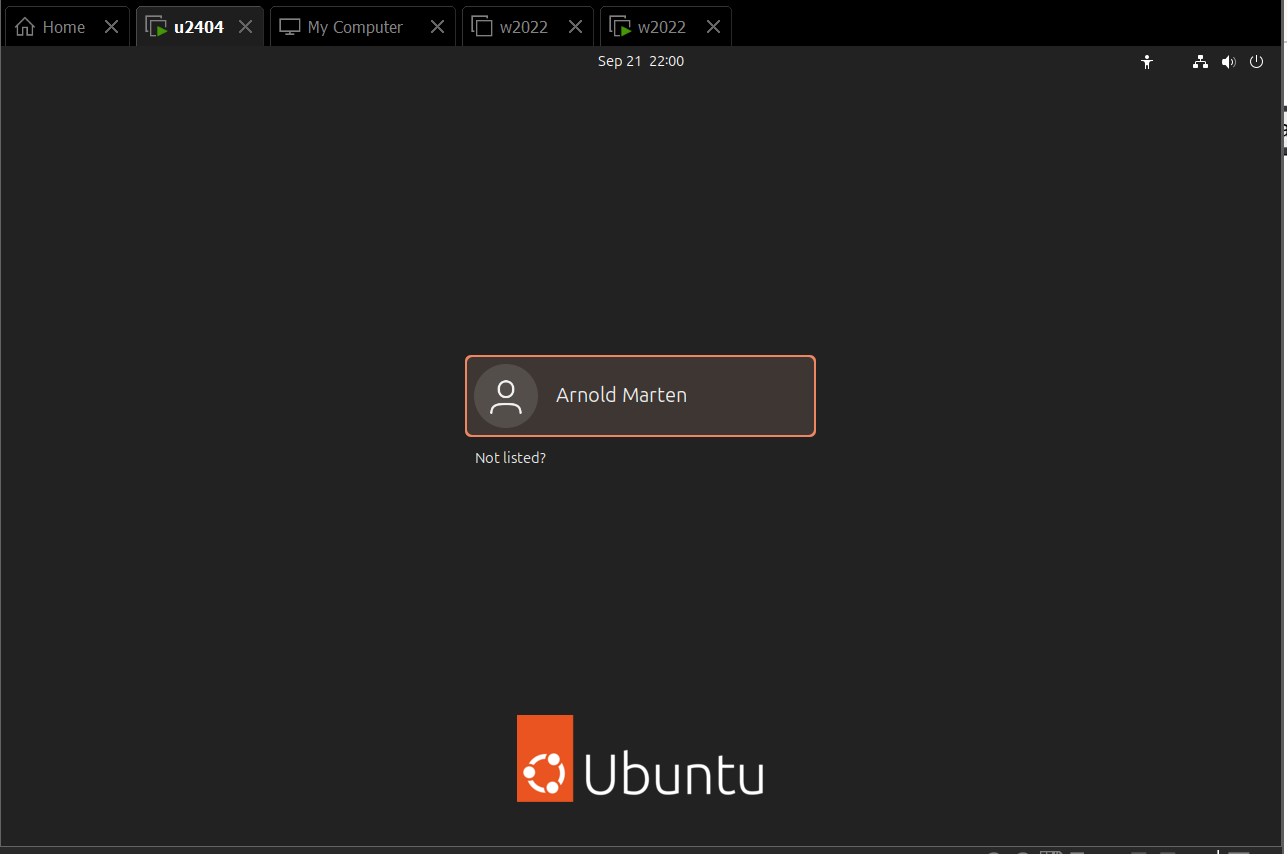 Home u2404 My Computer w2022 w2022
Sep 21 22:00
Arnold Marten
Not listed?
Ubuntu